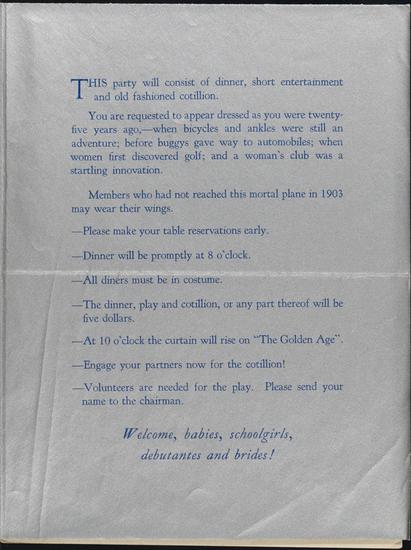 THIS party will consist of dinner, short entertainment
and old fashioned cotillion.
You are requested to appear dressed as you were twenty-
five years ago,—when bicycles and ankles were still an
adventure; before buggys gave way to automobiles; when
women first discovered golf; and a woman's club was a
startling innovation.
Members who had not reached this mortal plane in 1903
may wear their wings.
—Please make your table reservations early.
—Dinner will be promptly at 8 o'clock.
—All diners must be in costume.
—The dinner, play and cotillion, or any part thereof will be
five dollars.
—At 10 o'clock the curtain will rise on "The Golden Age".
—Engage your partners now for the cotillion!
—Volunteers are needed for the play. Please send your
name to the chairman.
Welcome, babies, schoolgirls,
debutantes and brides!